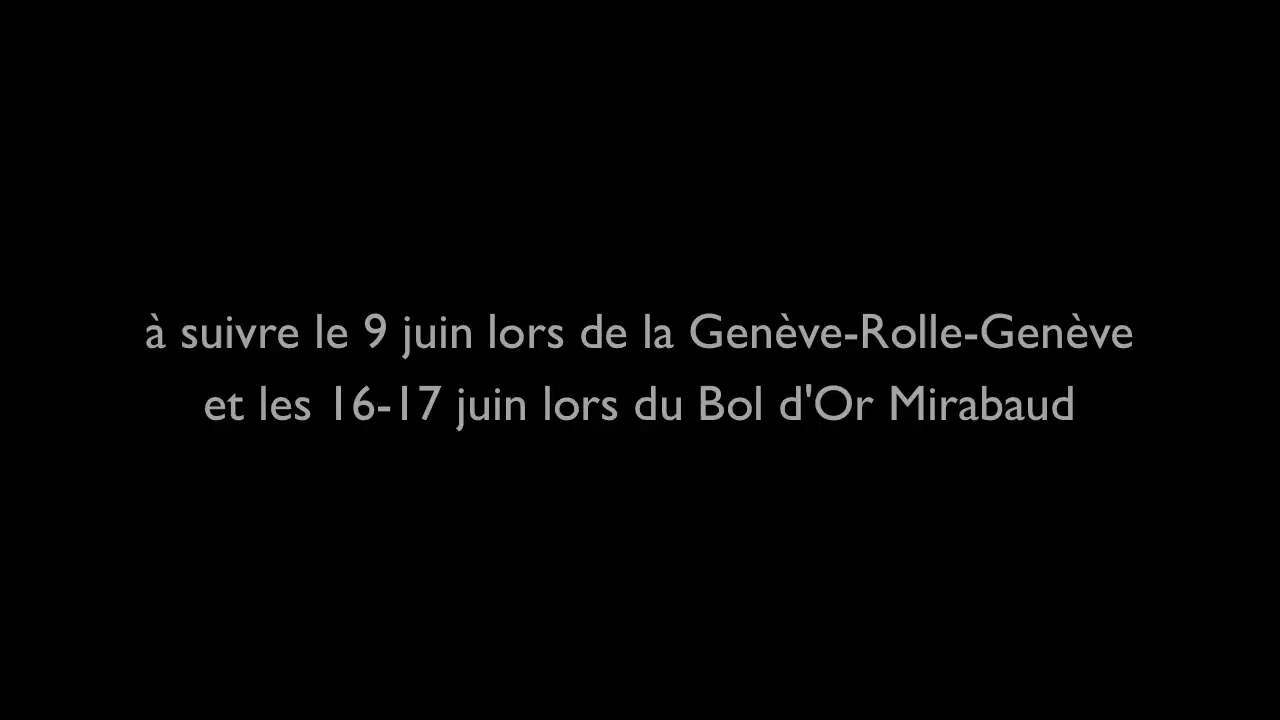 à suivre le 9 juin lors de la Genève-Rolle-Genève
et les 16-17 juin lors du Bol d'Or Mirabaud